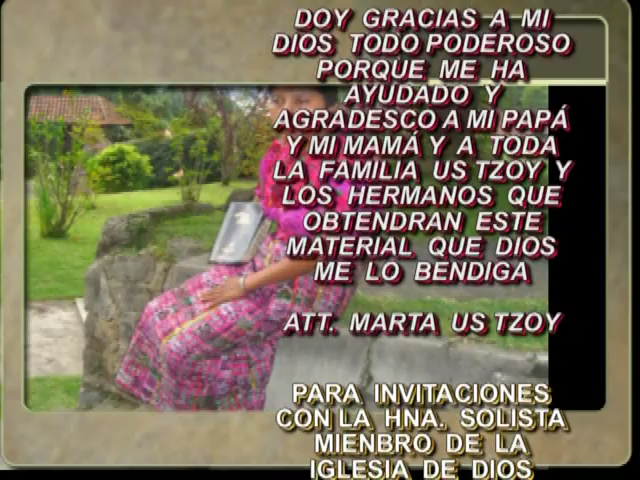 DOY GRACIAS A MI
DIOS TODO PODEROSO
PORQUE ME HA
AYUDADO Y
AGRADESCO A MI PAPÁ
Y MI MAMÁ Y A TODA
LA FAMILIA US TZOY Y
LOS HERMANOS QUE
OBTENDRAN ESTE
MATERIAL QUE DIOS
ME LO BENDIGA
ATT. MARTA US TZOY
PARA INVITACIONES
CON LA HNA. SOLISTA
MIENBRO DE LA
IGLESIA DE DIOS